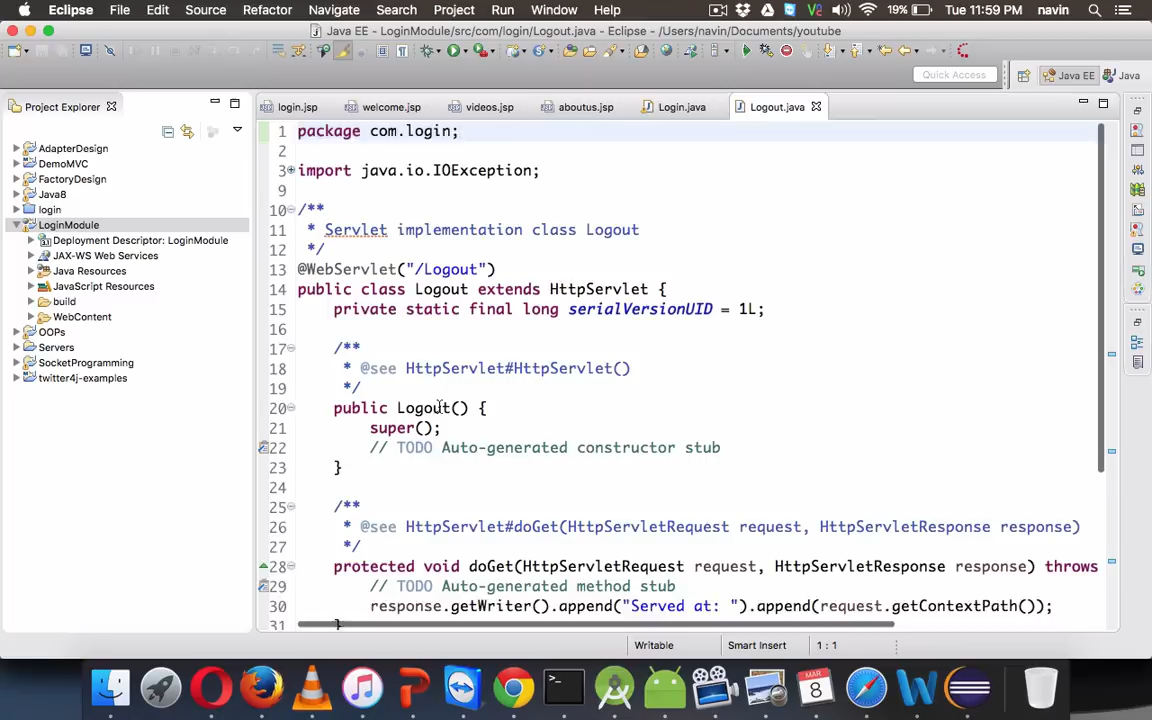 Eclipse File Edit Source Refactor Navigate Search Project Run Window Help 19% Tue 11:59 PM navin
Java EE - LoginModule/src/com/login/Logout.java - Eclipse - /Users/navin/Documents/youtube
Quick Access Java EE Java
Project Explorer
AdapterDesign
DemoMVC
FactoryDesign
Java8
login
LoginModule
Deployment Descriptor: LoginModule
JAX-WS Web Services
Java Resources
JavaScript Resources
build
WebContent
OOPs
Servers
SocketProgramming
twitter4j-examples
login.jsp welcome.jsp videos.jsp aboutus.jsp Login.java Logout.java
1 package com.login;
2
3 import java.io.IOException;
9
10 /**
11 * Servlet implementation class Logout
12 */
13 @WebServlet("/Logout")
14 public class Logout extends HttpServlet {
15 private static final long serialVersionUID = 1L;
16
17 /**
18 * @see HttpServlet#HttpServlet()
19 */
20 public Logout() {
21 super();
22 // TODO Auto-generated constructor stub
23 }
24
25 /**
26 * @see HttpServlet#doGet(HttpServletRequest request, HttpServletResponse response)
27 */
28 protected void doGet(HttpServletRequest request, HttpServletResponse response) throws
29 // TODO Auto-generated method stub
30 response.getWriter().append("Served at: ").append(request.getContextPath());
31 }
Writable Smart Insert 1 : 1
MAR
8